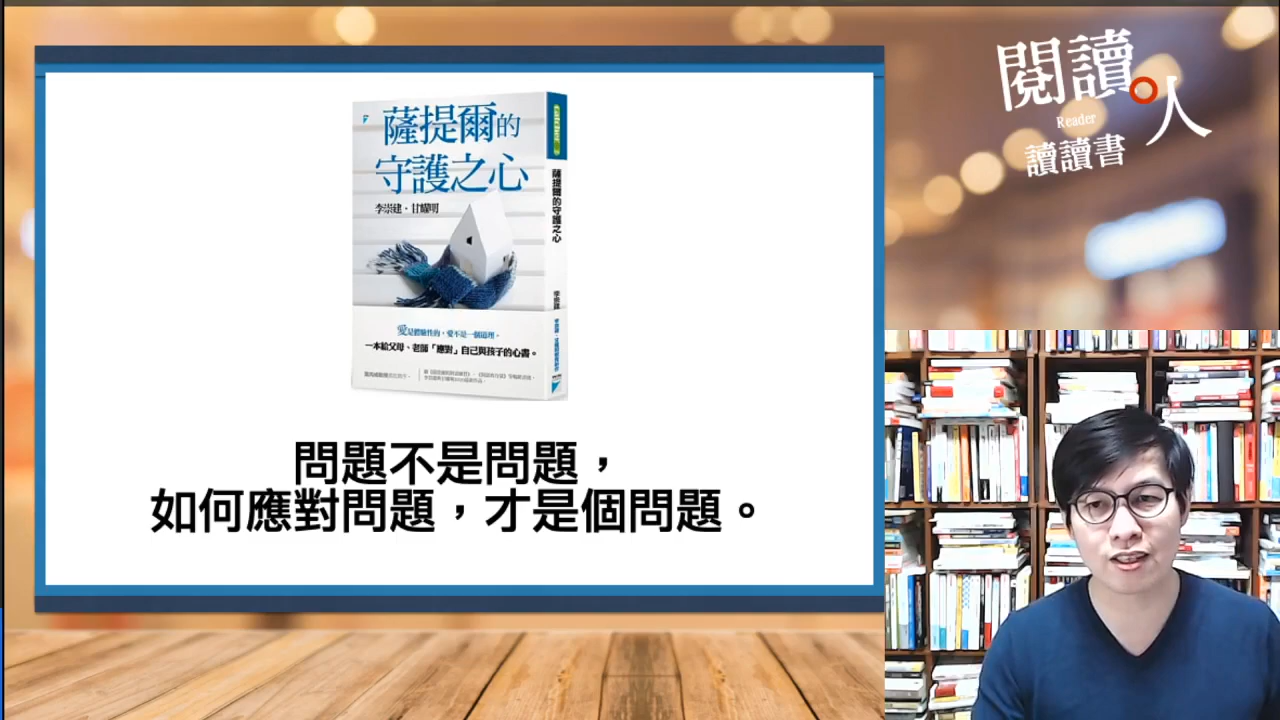 閱讀人
Reader
讀讀書
薩提爾的
守護之心
李崇建・甘耀明
薩提爾的守護之心
愛是體驗性的，愛不是一個道理。
一本給父母、老師「應對」自己與孩子的心書。
問題不是問題，
如何應對問題，才是個問題。